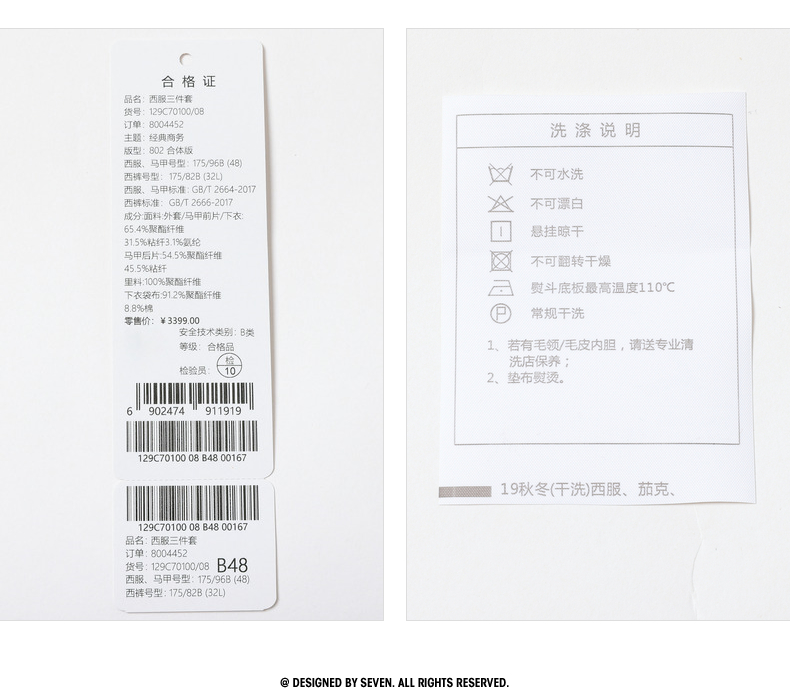 合格证
品名：西服三件套
货号：129C70100/08
订单：8004452
主题：经典商务
版型：802 合体版
西服、马甲号型：175/96B (48)
西裤号型：175/82B (32L)
西服、马甲标准：GB/T 2664-2017
西裤标准：GB/T 2666-2017
成分:面料:外套/马甲前片/下衣:
65.4%聚酯纤维
31.5%粘纤3.1%氨纶
马甲后片:54.5%聚酯纤维
45.5%粘纤
里料:100%聚酯纤维
下衣袋布:91.2%聚酯纤维
8.8%棉
零售价：￥3399.00
安全技术类别：B类
等级：合格品
检验员：检 10
6 902474 911919
129C70100 08 B48 00167
129C70100 08 B48 00167
品名：西服三件套
订单：8004452
货号：129C70100/08 B48
西服、马甲号型：175/96B (48)
西裤号型：175/82B (32L)
洗涤说明
不可水洗
不可漂白
悬挂晾干
不可翻转干燥
熨斗底板最高温度110℃
P 常规干洗
1、若有毛领/毛皮内胆，请送专业清
洗店保养；
2、垫布熨烫。
19秋冬(干洗)西服、茄克、
@ DESIGNED BY SEVEN. ALL RIGHTS RESERVED.